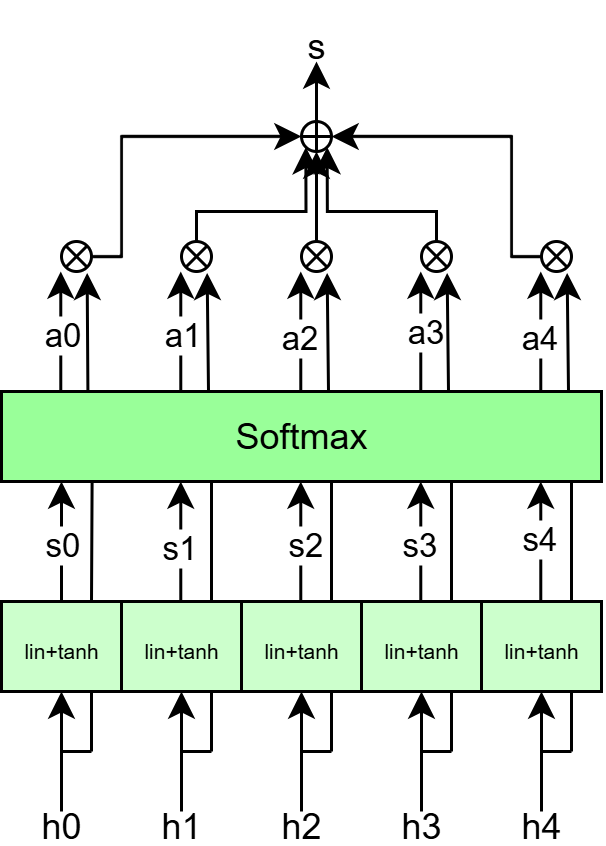 s
a0 a1 a2 a3 a4
Softmax
s0 s1 s2 s3 s4
lin+tanh lin+tanh lin+tanh lin+tanh lin+tanh
h0 h1 h2 h3 h4